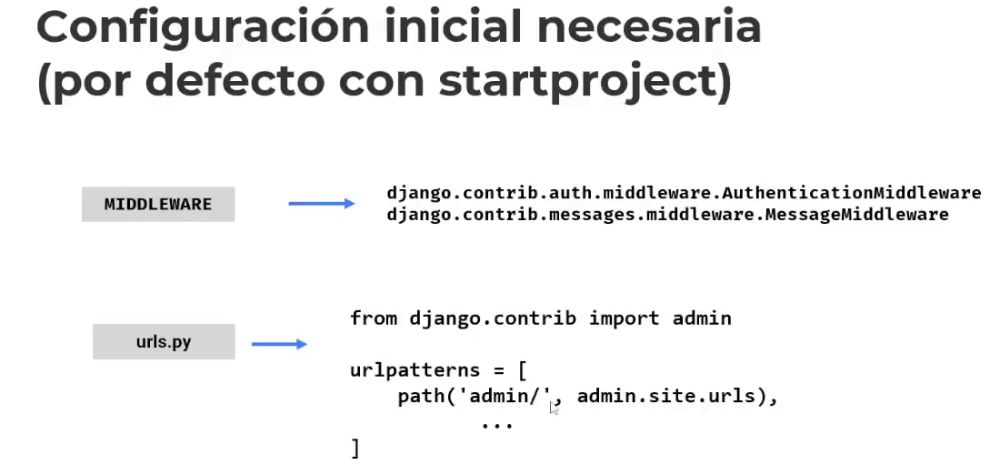 Configuración inicial necesaria
(por defecto con startproject)
MIDDLEWARE
django.contrib.auth.middleware.AuthenticationMiddleware
django.contrib.messages.middleware.MessageMiddleware
urls.py
from django.contrib import admin
urlpatterns = [
    path('admin/', admin.site.urls),
        ...
]